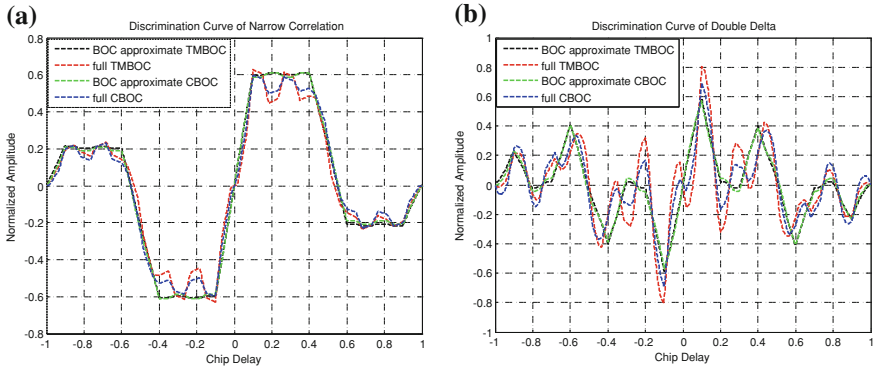 (a)
Discrimination Curve of Narrow Correlation
0.8
0.6
0.4
0.2
0
-0.2
-0.4
-0.6
-0.8
Normalized Amplitude
BOC approximate TMBOC
full TMBOC
BOC approximate CBOC
full CBOC
-1 -0.8 -0.6 -0.4 -0.2 0 0.2 0.4 0.6 0.8 1
Chip Delay
(b)
Discrimination Curve of Double Delta
1
0.8
0.6
0.4
0.2
0
-0.2
-0.4
-0.6
-0.8
-1
Normalized Amplitude
BOC approximate TMBOC
full TMBOC
BOC approximate CBOC
full CBOC
-1 -0.8 -0.6 -0.4 -0.2 0 0.2 0.4 0.6 0.8 1
Chip Delay